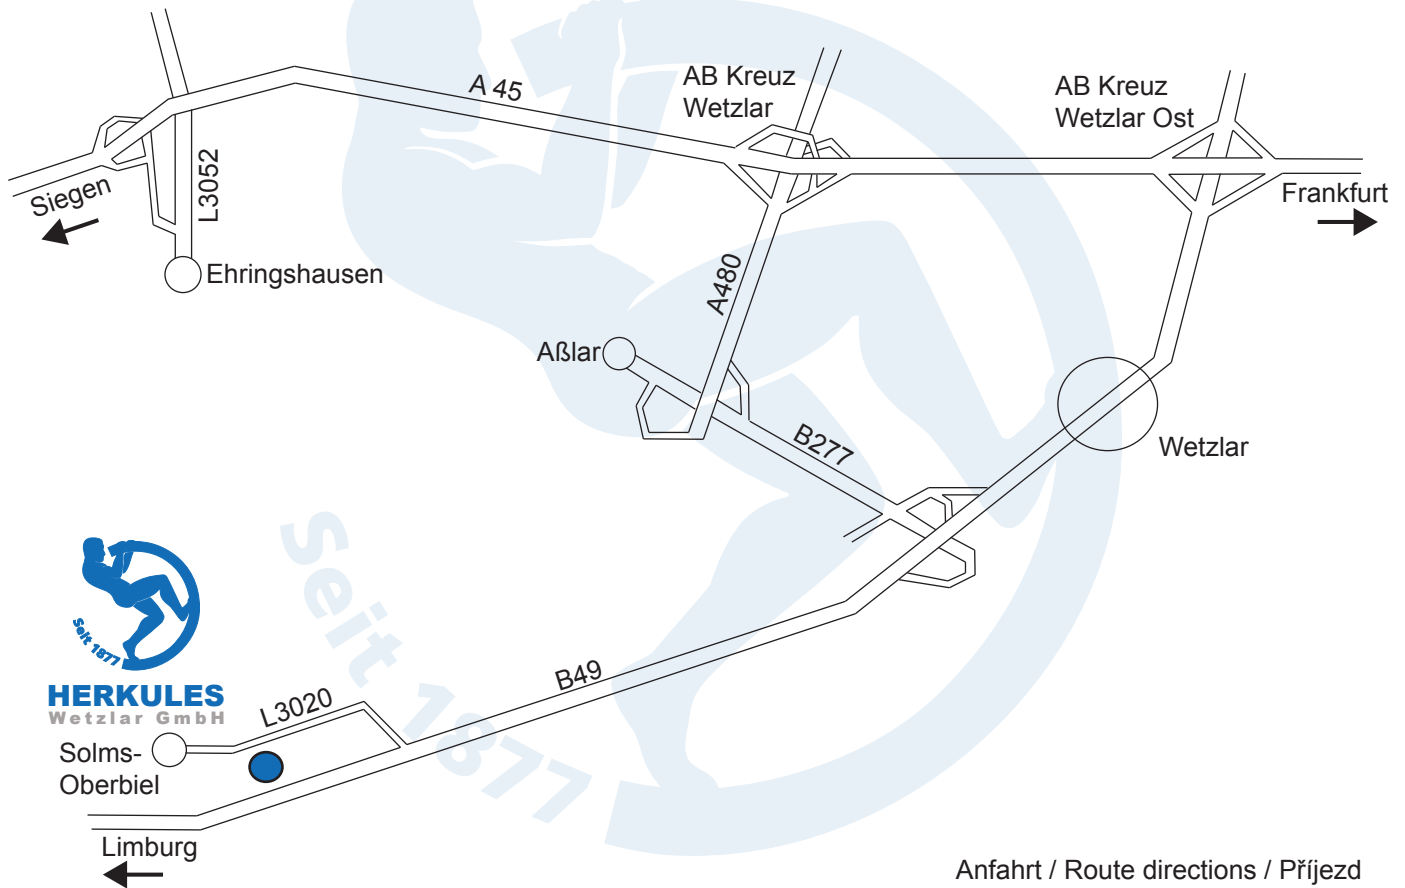 A 45
AB Kreuz
Wetzlar
AB Kreuz
Wetzlar Ost
Siegen
L3052
Frankfurt
Ehringshausen
A480
Aßlar
B277
Wetzlar
Seit 1877
Seit 1877
HERKULES
Wetzlar GmbH
L3020
B49
Solms-
Oberbiel
Limburg
Anfahrt / Route directions / Příjezd